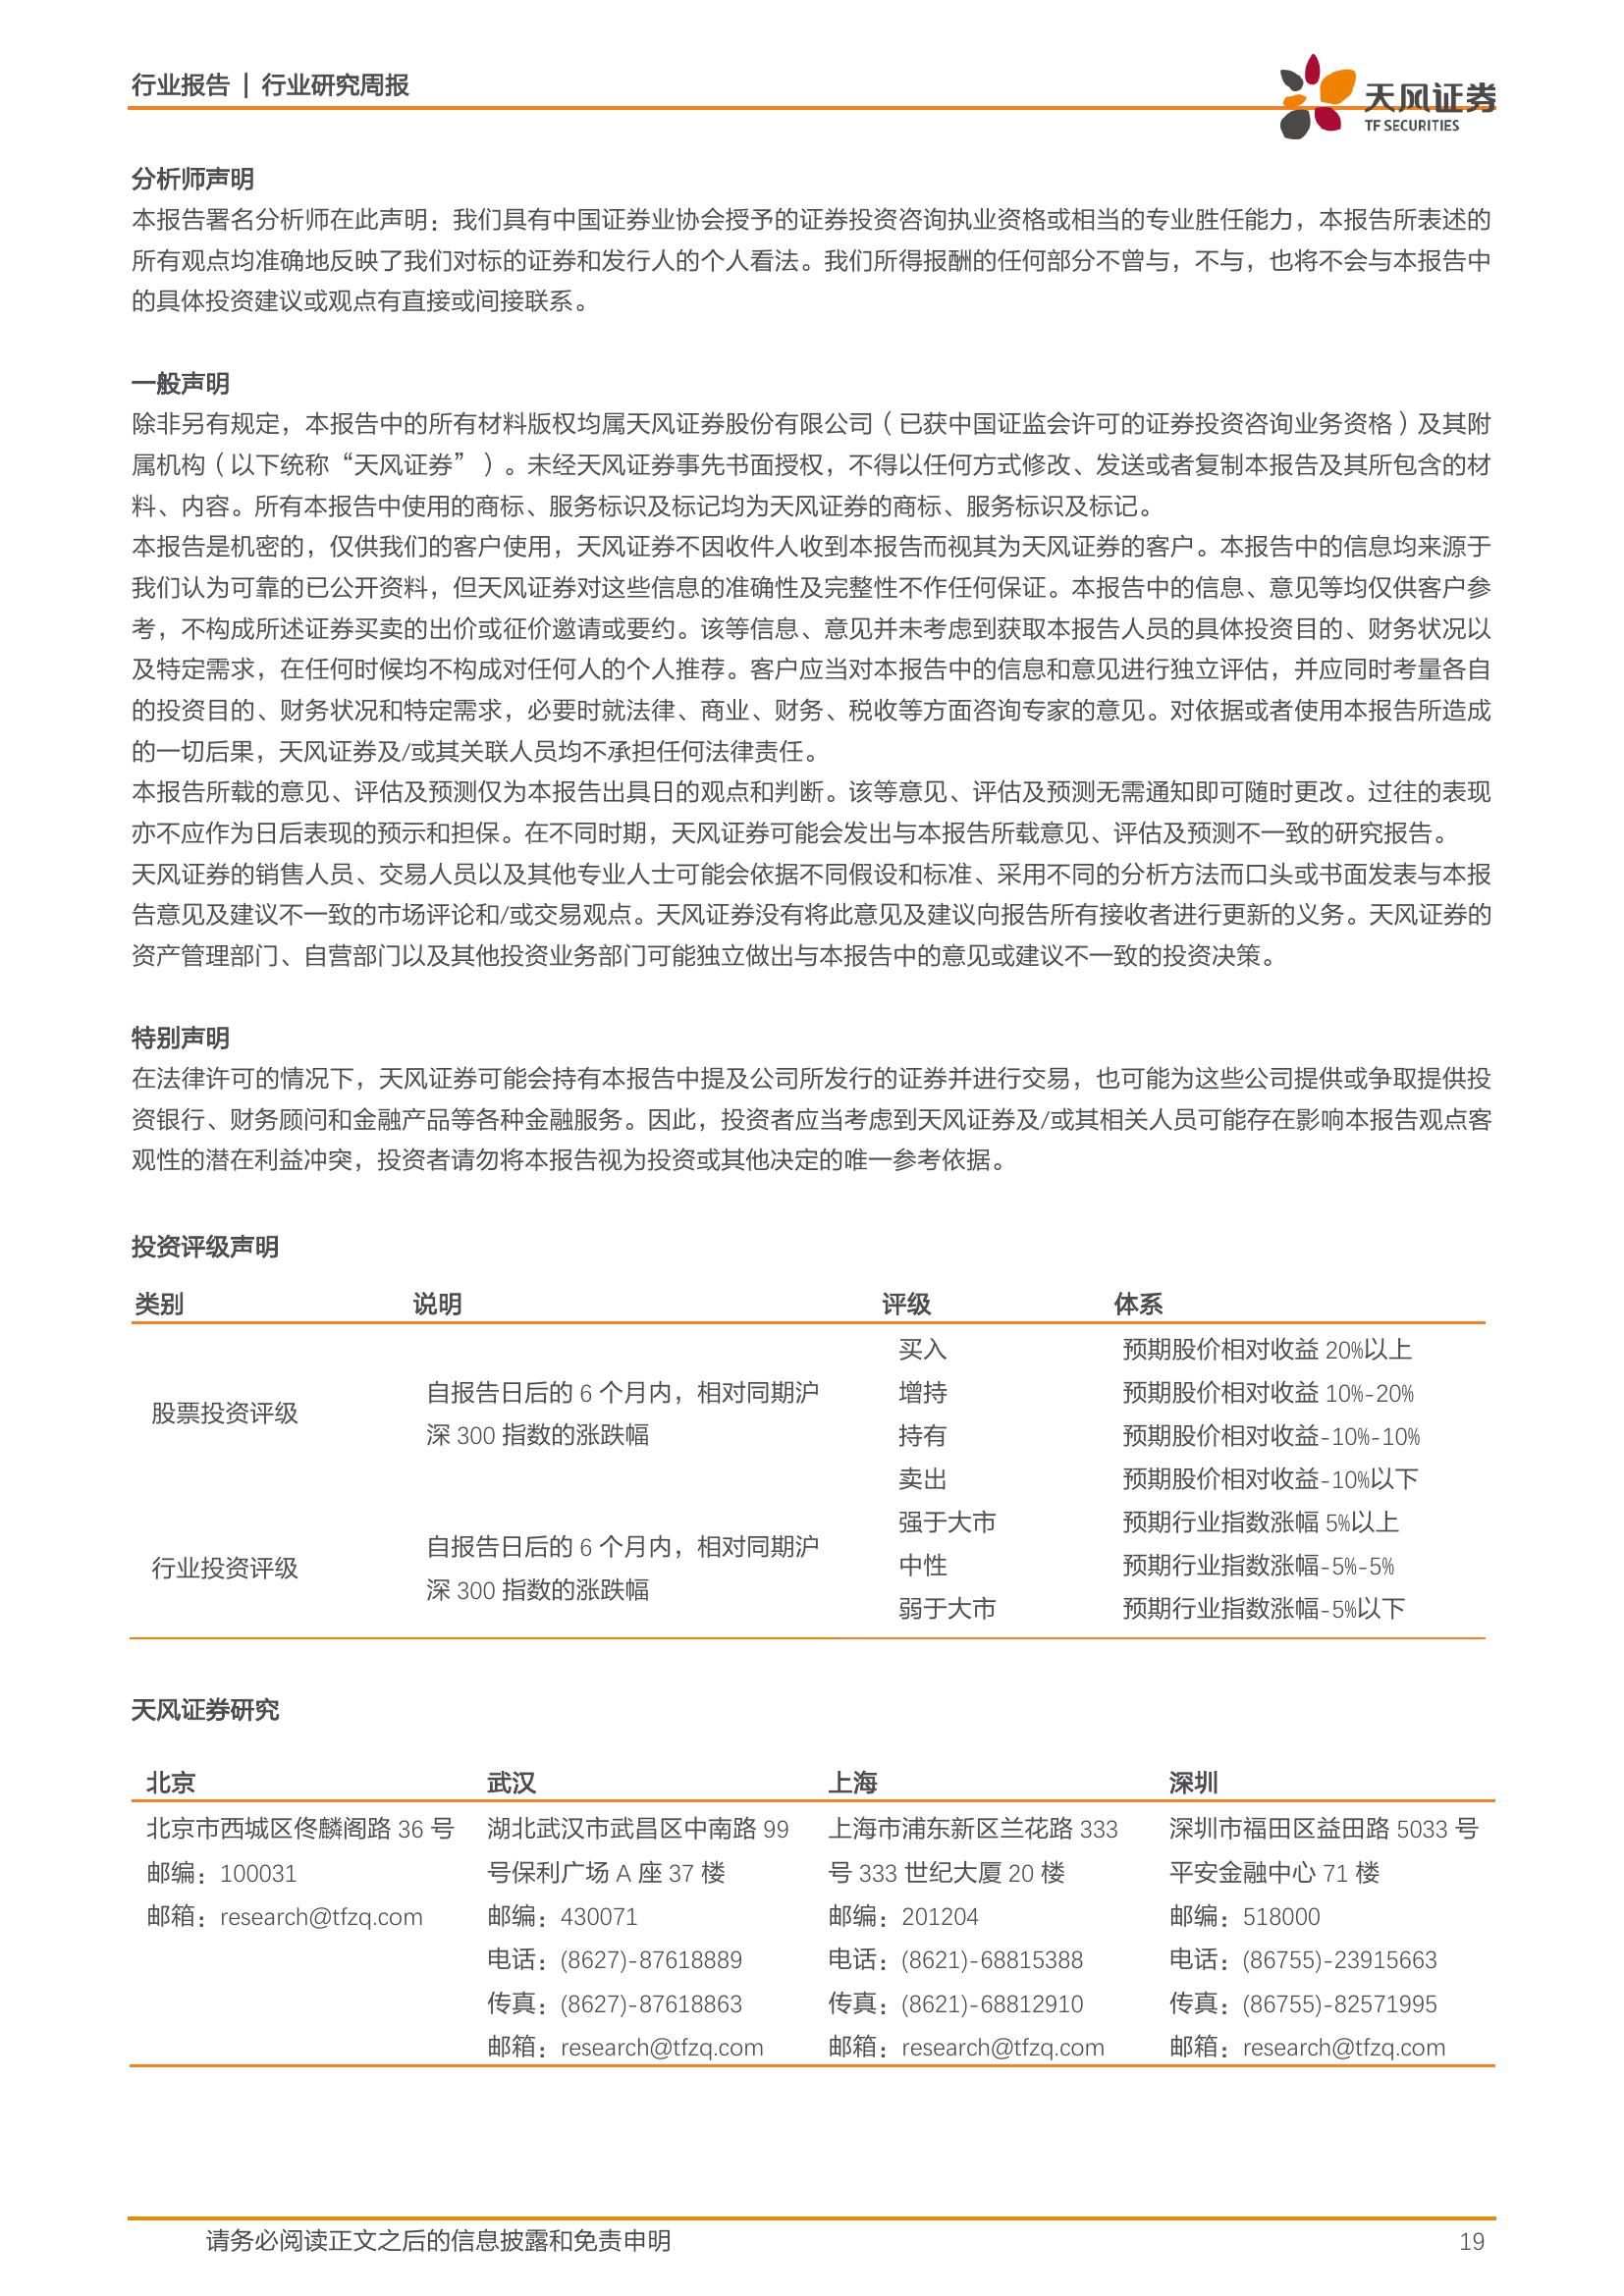 行业报告 | 行业研究周报
天风证券
TF SECURITIES
分析师声明
本报告署名分析师在此声明：我们具有中国证券业协会授予的证券投资咨询执业资格或相当的专业胜任能力，本报告所表述的
所有观点均准确地反映了我们对标的证券和发行人的个人看法。我们所得报酬的任何部分不曾与，不与，也将不会与本报告中
的具体投资建议或观点有直接或间接联系。
一般声明
除非另有规定，本报告中的所有材料版权均属天风证券股份有限公司（已获中国证监会许可的证券投资咨询业务资格）及其附
属机构（以下统称“天风证券”）。未经天风证券事先书面授权，不得以任何方式修改、发送或者复制本报告及其所包含的材
料、内容。所有本报告中使用的商标、服务标识及标记均为天风证券的商标、服务标识及标记。
本报告是机密的，仅供我们的客户使用，天风证券不因收件人收到本报告而视其为天风证券的客户。本报告中的信息均来源于
我们认为可靠的已公开资料，但天风证券对这些信息的准确性及完整性不作任何保证。本报告中的信息、意见等均仅供客户参
考，不构成所述证券买卖的出价或征价邀请或要约。该等信息、意见并未考虑到获取本报告人员的具体投资目的、财务状况以
及特定需求，在任何时候均不构成对任何人的个人推荐。客户应当对本报告中的信息和意见进行独立评估，并应同时考量各自
的投资目的、财务状况和特定需求，必要时就法律、商业、财务、税收等方面咨询专家的意见。对依据或者使用本报告所造成
的一切后果，天风证券及/或其关联人员均不承担任何法律责任。
本报告所载的意见、评估及预测仅为本报告出具日的观点和判断。该等意见、评估及预测无需通知即可随时更改。过往的表现
亦不应作为日后表现的预示和担保。在不同时期，天风证券可能会发出与本报告所载意见、评估及预测不一致的研究报告。
天风证券的销售人员、交易人员以及其他专业人士可能会依据不同假设和标准、采用不同的分析方法而口头或书面发表与本报
告意见及建议不一致的市场评论和/或交易观点。天风证券没有将此意见及建议向报告所有接收者进行更新的义务。天风证券的
资产管理部门、自营部门以及其他投资业务部门可能独立做出与本报告中的意见或建议不一致的投资决策。
特别声明
在法律许可的情况下，天风证券可能会持有本报告中提及公司所发行的证券并进行交易，也可能为这些公司提供或争取提供投
资银行、财务顾问和金融产品等各种金融服务。因此，投资者应当考虑到天风证券及/或其相关人员可能存在影响本报告观点客
观性的潜在利益冲突，投资者请勿将本报告视为投资或其他决定的唯一参考依据。
投资评级声明
类别 说明 评级 体系
买入 预期股价相对收益 20%以上
自报告日后的 6 个月内，相对同期沪 增持 预期股价相对收益 10%-20%
股票投资评级
深 300 指数的涨跌幅 持有 预期股价相对收益-10%-10%
卖出 预期股价相对收益-10%以下
强于大市 预期行业指数涨幅 5%以上
自报告日后的 6 个月内，相对同期沪
行业投资评级 中性 预期行业指数涨幅-5%-5%
深 300 指数的涨跌幅
弱于大市 预期行业指数涨幅-5%以下
天风证券研究
北京 武汉 上海 深圳
北京市西城区佟麟阁路 36 号 湖北武汉市武昌区中南路 99 上海市浦东新区兰花路 333 深圳市福田区益田路 5033 号
邮编：100031 号保利广场 A 座 37 楼 号 333 世纪大厦 20 楼 平安金融中心 71 楼
邮箱：research@tfzq.com 邮编：430071 邮编：201204 邮编：518000
电话：(8627)-87618889 电话：(8621)-68815388 电话：(86755)-23915663
传真：(8627)-87618863 传真：(8621)-68812910 传真：(86755)-82571995
邮箱：research@tfzq.com 邮箱：research@tfzq.com 邮箱：research@tfzq.com
请务必阅读正文之后的信息披露和免责申明 19